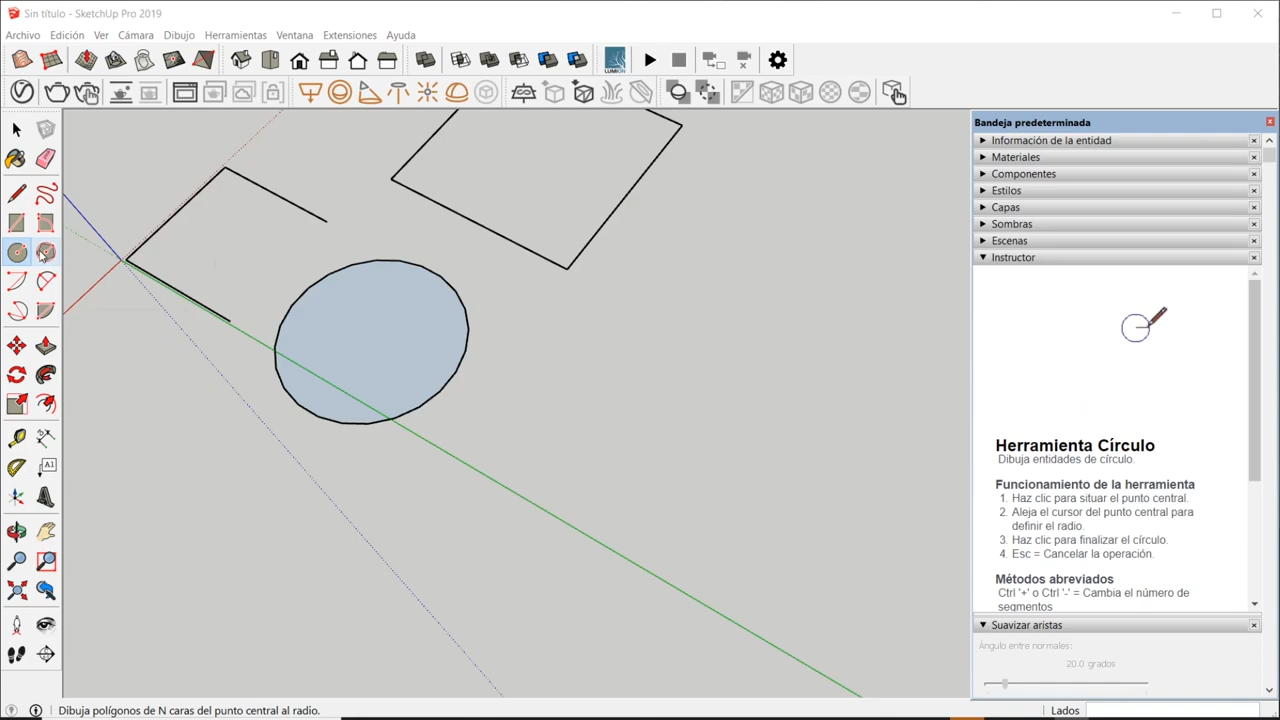 Sin título - SketchUp Pro 2019
Archivo Edición Ver Cámara Dibujo Herramientas Ventana Extensiones Ayuda
LUMION
Bandeja predeterminada
Información de la entidad
Materiales
Componentes
Estilos
Capas
Sombras
Escenas
Instructor
Herramienta Círculo
Dibuja entidades de círculo.
Funcionamiento de la herramienta
1. Haz clic para situar el punto central.
2. Aleja el cursor del punto central para
definir el radio.
3. Haz clic para finalizar el círculo.
4. Esc = Cancelar la operación.
Métodos abreviados
Ctrl '+' o Ctrl '-' = Cambia el número de
segmentos
Suavizar aristas
Ángulo entre normales:
20.0 grados
A1
Dibuja polígonos de N caras del punto central al radio.
Lados